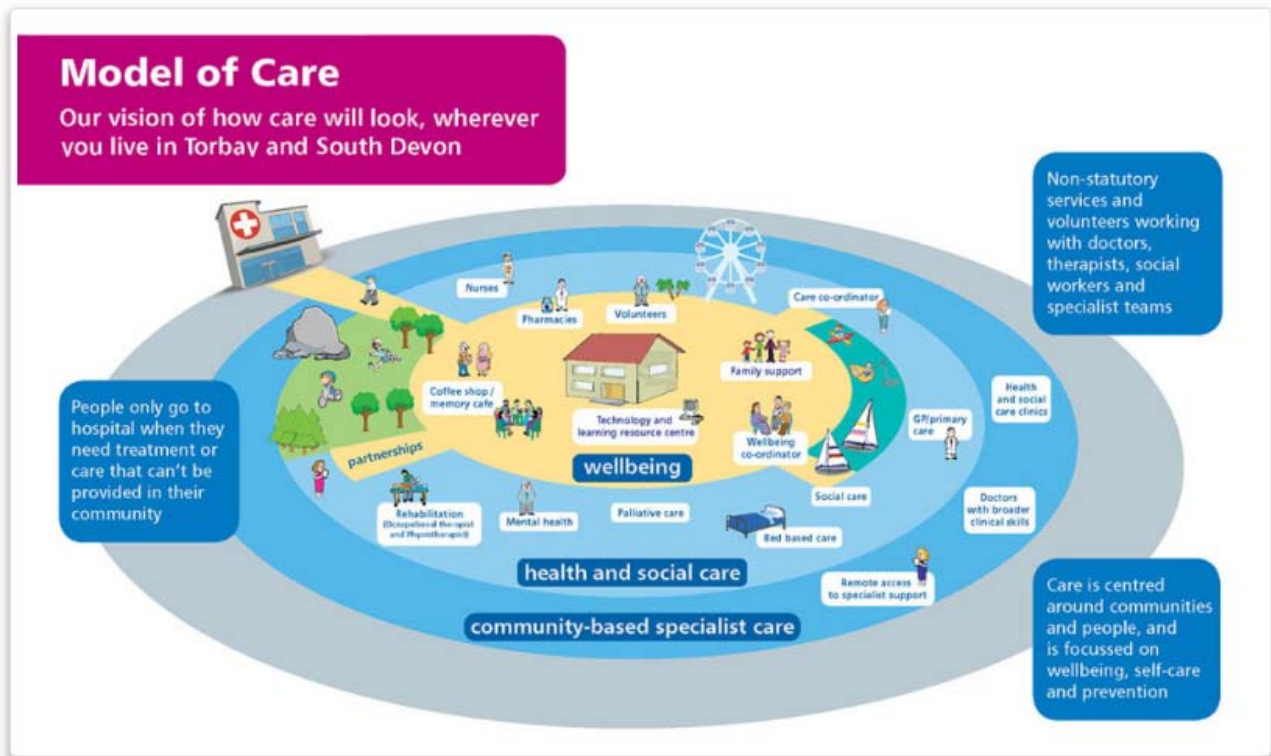 Model of Care
Our vision of how care will look, wherever
you live in Torbay and South Devon
Non-statutory
services and
volunteers working
with doctors,
therapists, social
workers and
specialist teams
Nurses
Pharmacies
Volunteers
Care co-ordinator
Coffee shop /
memory cafe
Family support
Technology and
learning resource centre
Wellbeing
co-ordinator
GP/primary
care
Health
and social
care clinics
partnerships
wellbeing
People only go to
hospital when they
need treatment or
care that can't be
provided in their
community
Rehabilitation
(Occupational therapist
and Physiotherapist)
Mental health
Palliative care
Bed based care
Social care
Doctors
with broader
clinical skills
health and social care
Remote access
to specialist support
community-based specialist care
Care is centred
around communities
and people, and
is focussed on
wellbeing, self-care
and prevention